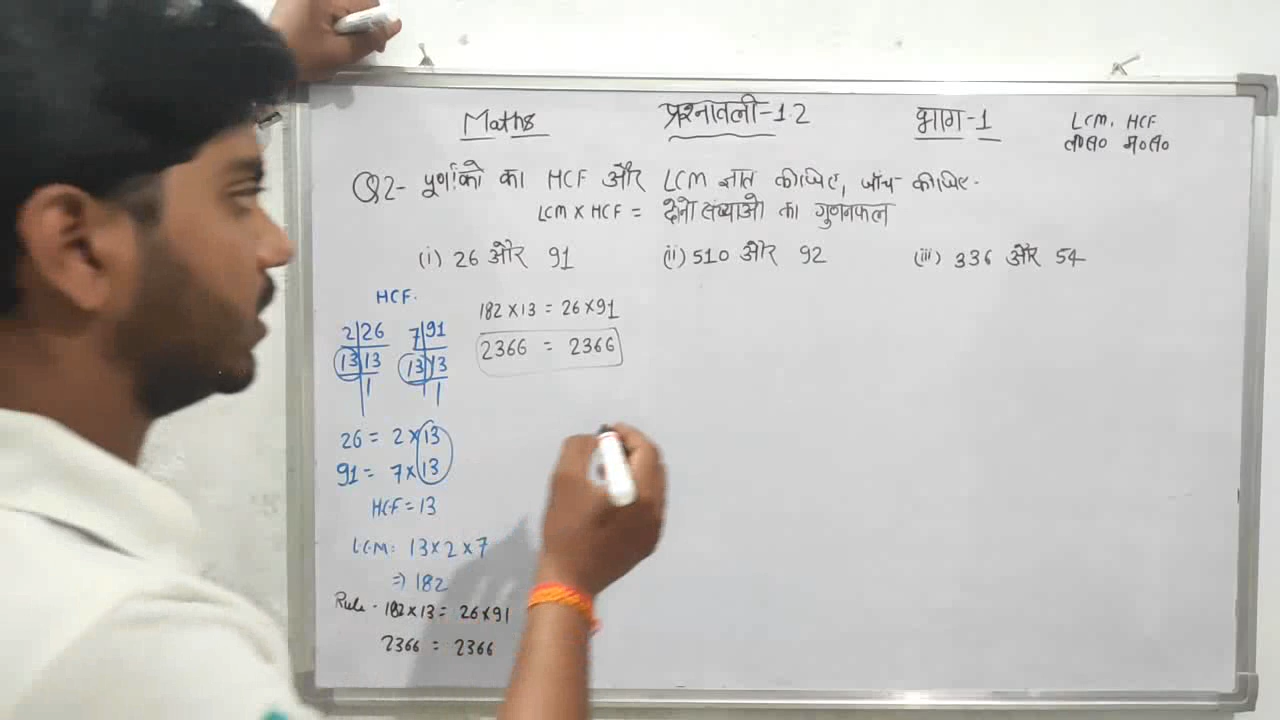 Maths प्रश्नावली-1.2 भाग-1 LCM, HCF
ल०स० म०स०
Q2- पूर्णांको का HCF और LCM ज्ञात कीजिए, जाँच कीजिए.
LCM × HCF = दोनो संख्याओ का गुणनफल
(i) 26 और 91 (ii) 510 और 92 (iii) 336 और 54
HCF.
2 26 7 91
13 13 13 13
1 1
26 = 2 × 13
91 = 7 × 13
HCF = 13
LCM: 13 × 2 × 7
⇒ 182
Rule - 182 × 13 = 26 × 91
2366 = 2366
182 × 13 = 26 × 91
2366 = 2366